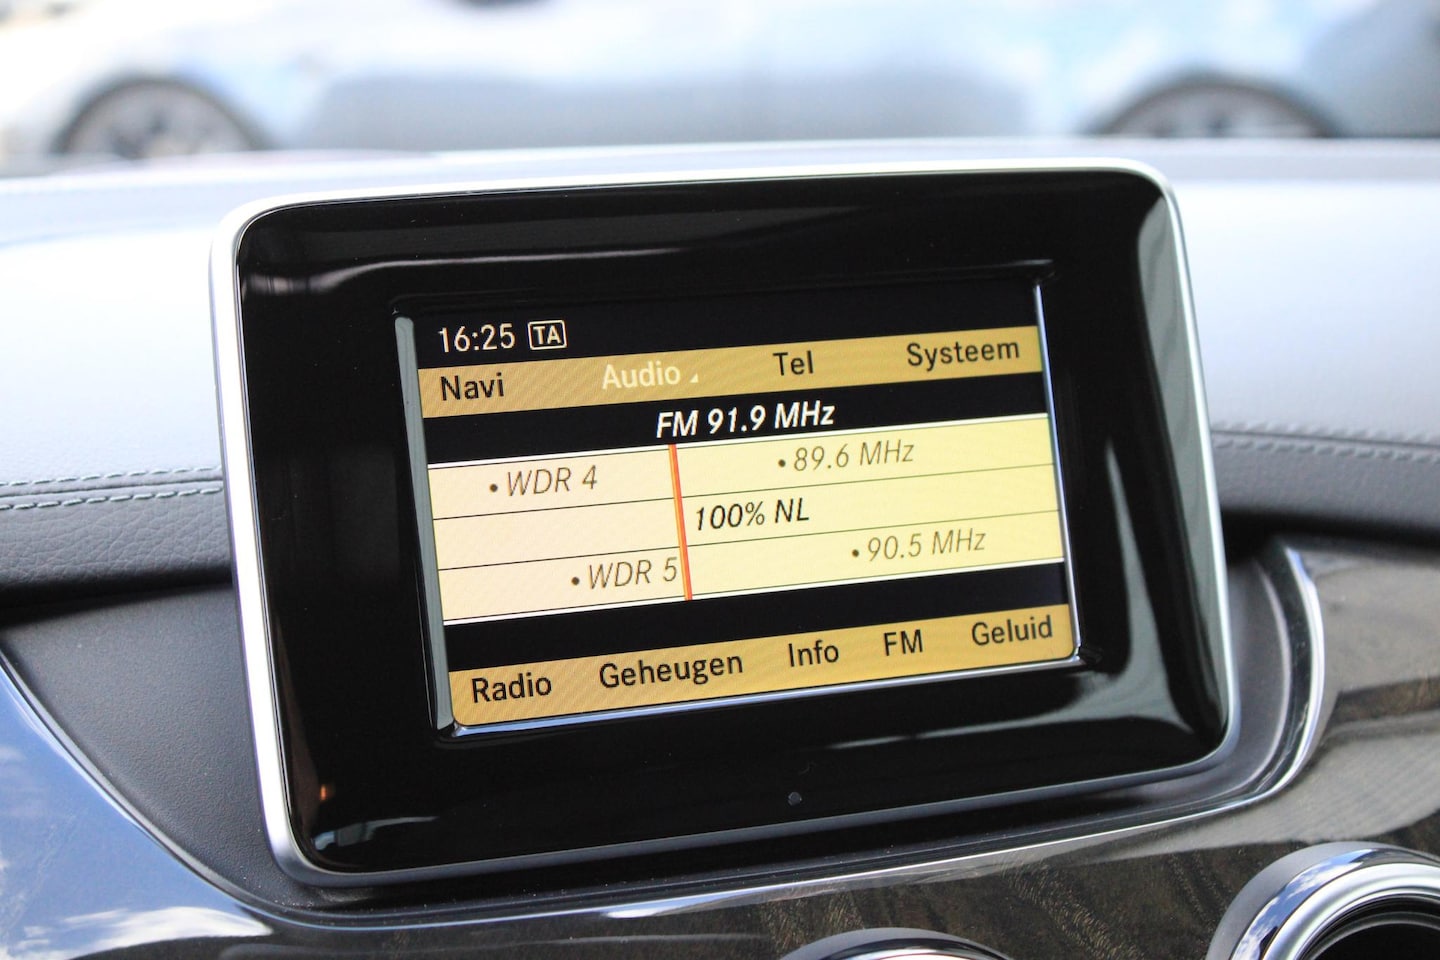 16:25 TA
Navi Audio Tel Systeem
FM 91.9 MHz
•WDR 4 •89.6 MHz
100% NL
•WDR 5 •90.5 MHz
Radio Geheugen Info FM Geluid